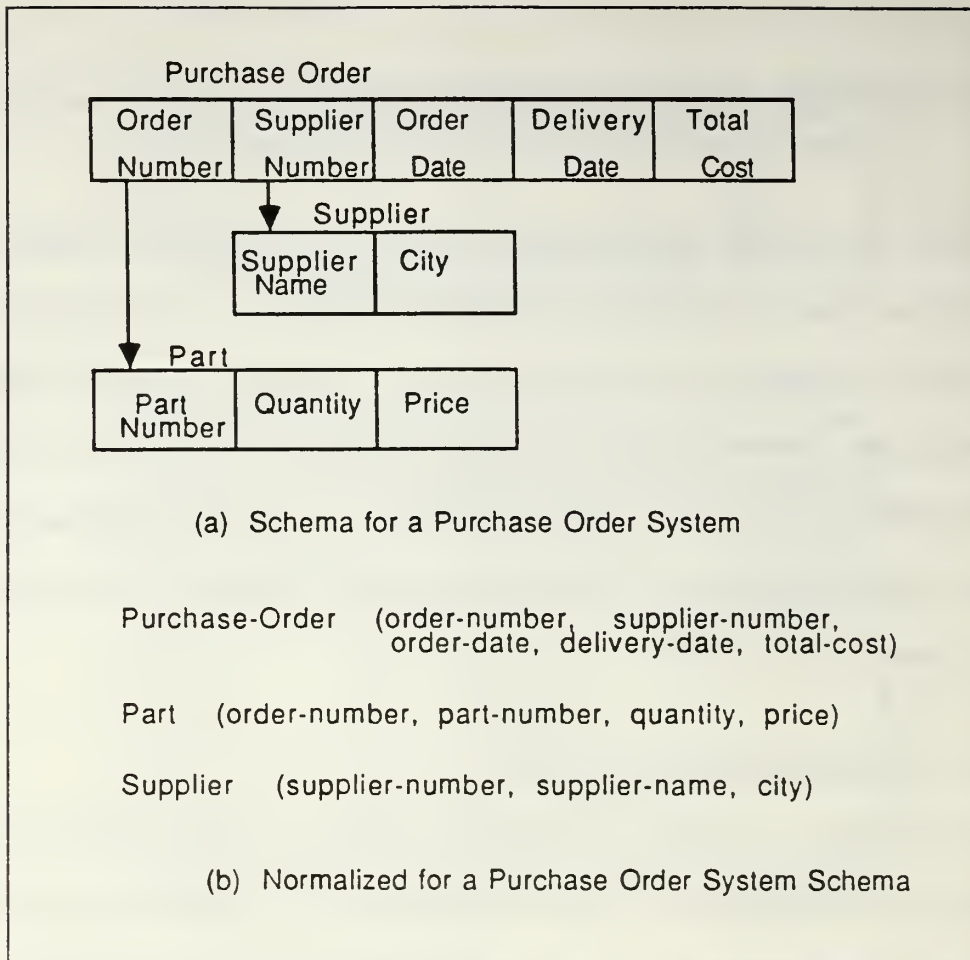 Purchase Order
Order Supplier Order Delivery Total
Number Number Date Date Cost
Supplier
Supplier City
Name
Part
Part Quantity Price
Number
(a) Schema for a Purchase Order System
Purchase-Order (order-number, supplier-number,
order-date, delivery-date, total-cost)
Part (order-number, part-number, quantity, price)
Supplier (supplier-number, supplier-name, city)
(b) Normalized for a Purchase Order System Schema